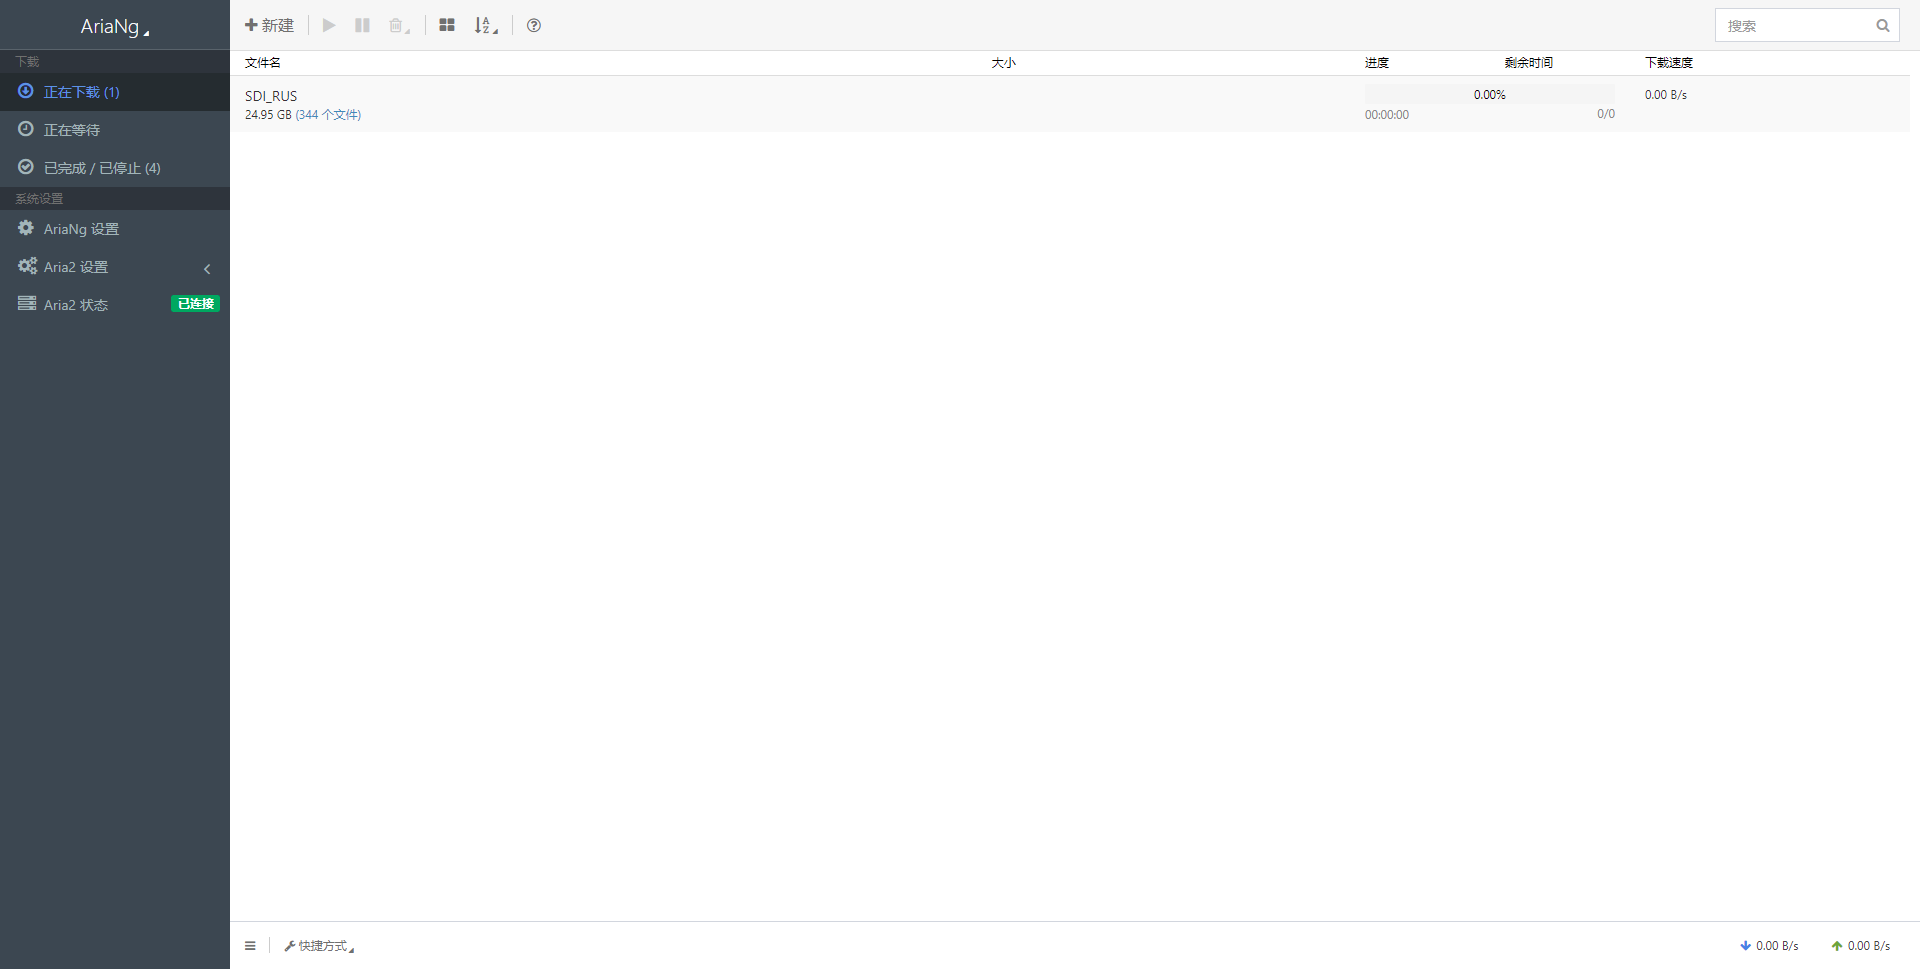 AriaNg
下载
正在下载 (1)
正在等待
已完成 / 已停止 (4)
系统设置
AriaNg 设置
Aria2 设置
Aria2 状态 已连接
新建
搜索
文件名 大小 进度 剩余时间 下载速度
SDI_RUS 0.00% 0.00 B/s
24.95 GB (344 个文件) 00:00:00 0/0
快捷方式 0.00 B/s 0.00 B/s